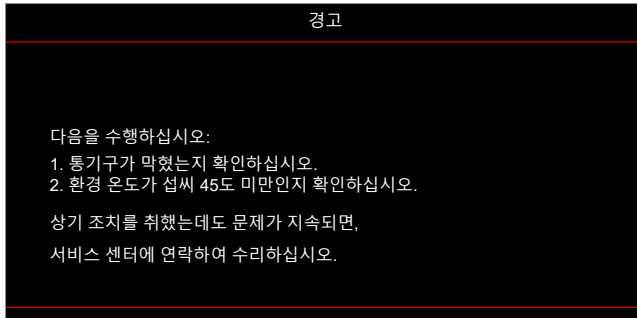 경고
다음을 수행하십시오:
1. 통기구가 막혔는지 확인하십시오.
2. 환경 온도가 섭씨 45도 미만인지 확인하십시오.
상기 조치를 취했는데도 문제가 지속되면,
서비스 센터에 연락하여 수리하십시오.